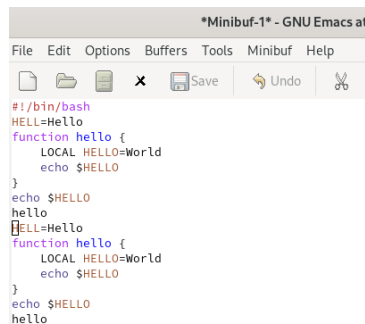 *Minibuf-1* - GNU Emacs at
File Edit Options Buffers Tools Minibuf Help
Save Undo
#!/bin/bash
HELL=Hello
function hello {
    LOCAL HELLO=World
    echo $HELLO
}
echo $HELLO
hello
HELL=Hello
function hello {
    LOCAL HELLO=World
    echo $HELLO
}
echo $HELLO
hello